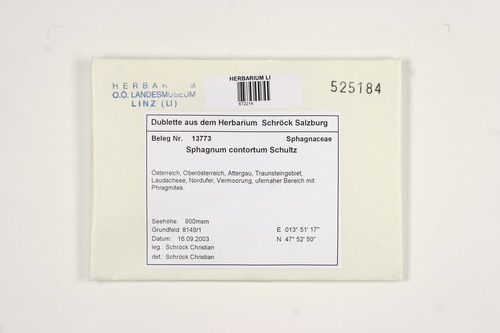 HERBARIUM
O.Ö. LANDESMUSEUM
LINZ (LI)
HERBARIUM LI
672214
525184
Dublette aus dem Herbarium Schröck Salzburg
Beleg Nr. 13773 Sphagnaceae
Sphagnum contortum Schultz
Österreich, Oberösterreich, Attergau, Traunsteingebiet,
Laudachsee, Nordufer, Vermoorung, ufernaher Bereich mit
Phragmites.
Seehöhe: 900msm
Grundfeld: 8149/1 E 013° 51' 17"
Datum: 16.09.2003 N 47° 52' 50"
leg.: Schröck Christian
det.: Schröck Christian